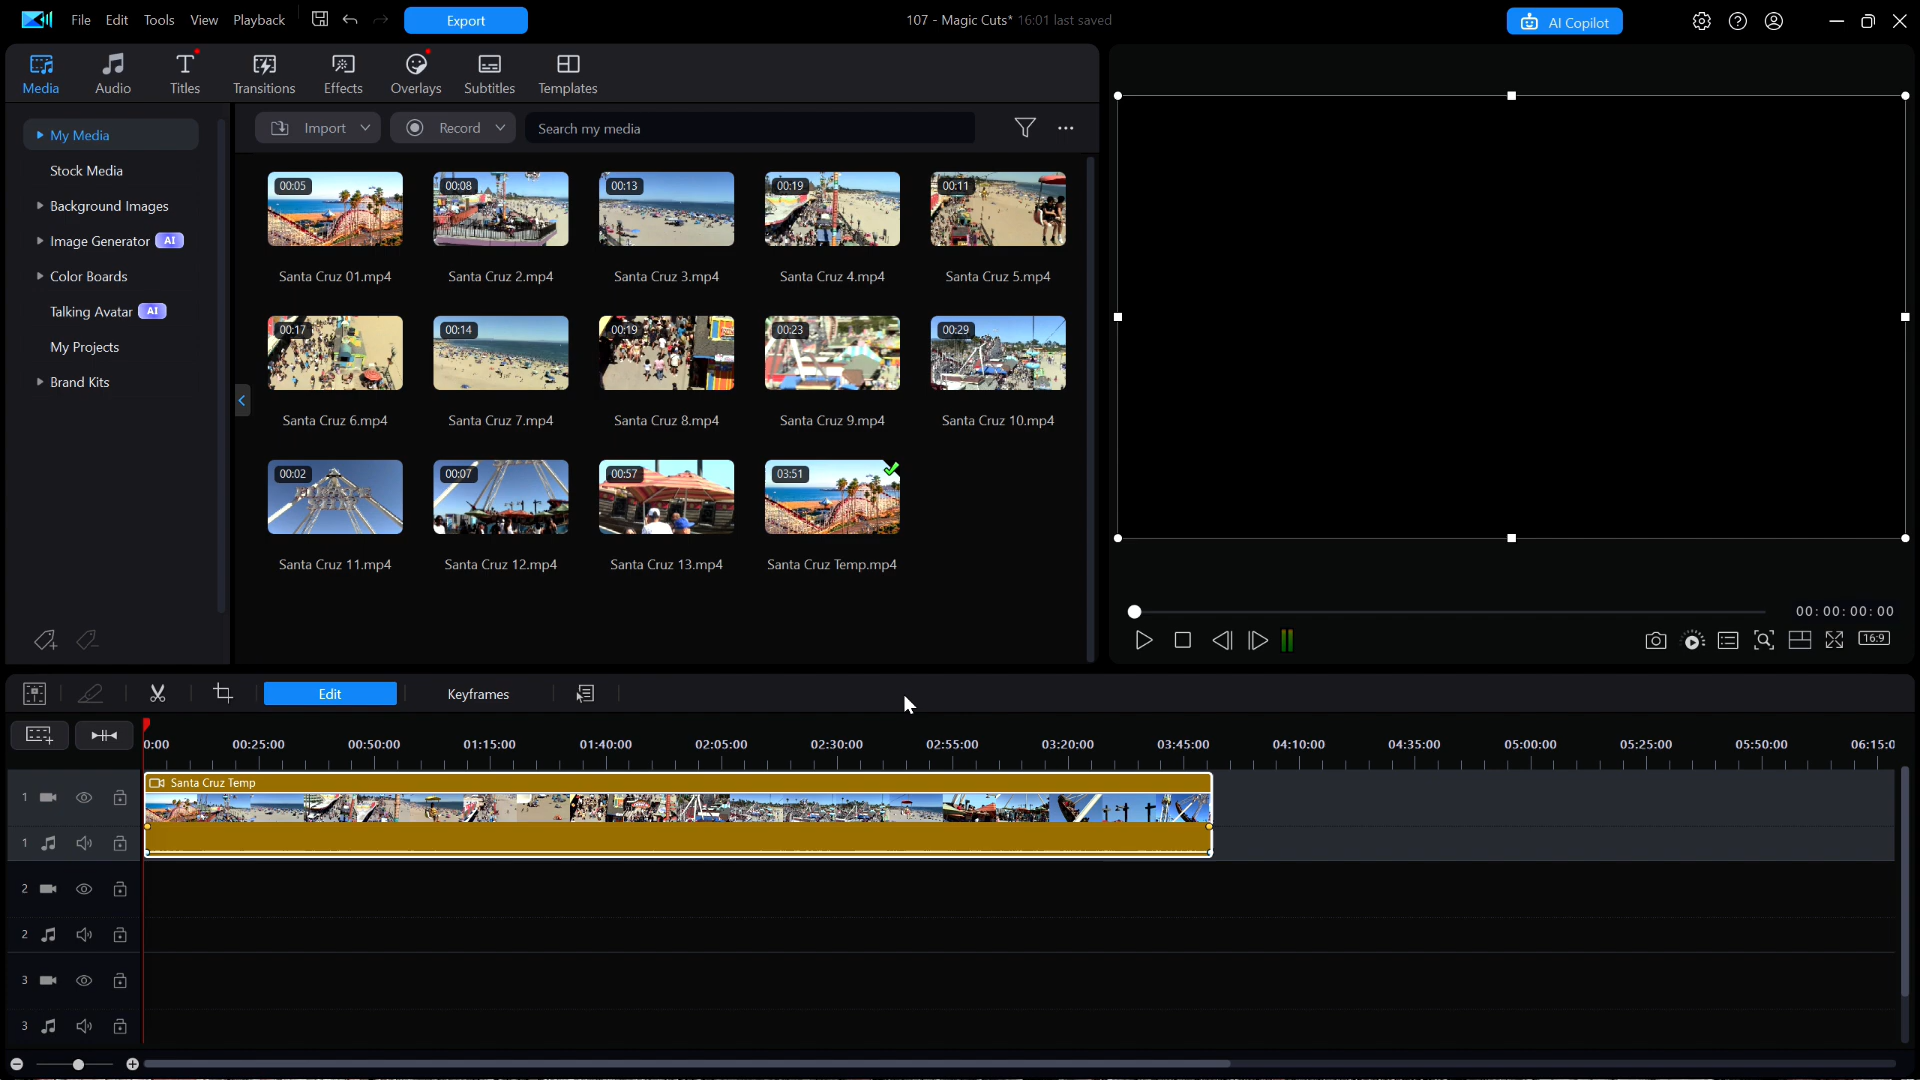 File Edit Tools View Playback Export 107 - Magic Cuts* 16:01 last saved AI Copilot
Media Audio Titles Transitions Effects Overlays Subtitles Templates
My Media
Stock Media
Background Images
Image Generator AI
Color Boards
Talking Avatar AI
My Projects
Brand Kits
Import Record Search my media
00:05 00:08 00:13 00:19 00:11
Santa Cruz 01.mp4 Santa Cruz 2.mp4 Santa Cruz 3.mp4 Santa Cruz 4.mp4 Santa Cruz 5.mp4
00:17 00:14 00:19 00:23 00:29
Santa Cruz 6.mp4 Santa Cruz 7.mp4 Santa Cruz 8.mp4 Santa Cruz 9.mp4 Santa Cruz 10.mp4
00:02 00:07 00:57 03:51
Santa Cruz 11.mp4 Santa Cruz 12.mp4 Santa Cruz 13.mp4 Santa Cruz Temp.mp4
00:00:00:00
16:9
Edit Keyframes
0:00 00:25:00 00:50:00 01:15:00 01:40:00 02:05:00 02:30:00 02:55:00 03:20:00 03:45:00 04:10:00 04:35:00 05:00:00 05:25:00 05:50:00 06:15:0
Santa Cruz Temp
1
1
2
2
3
3